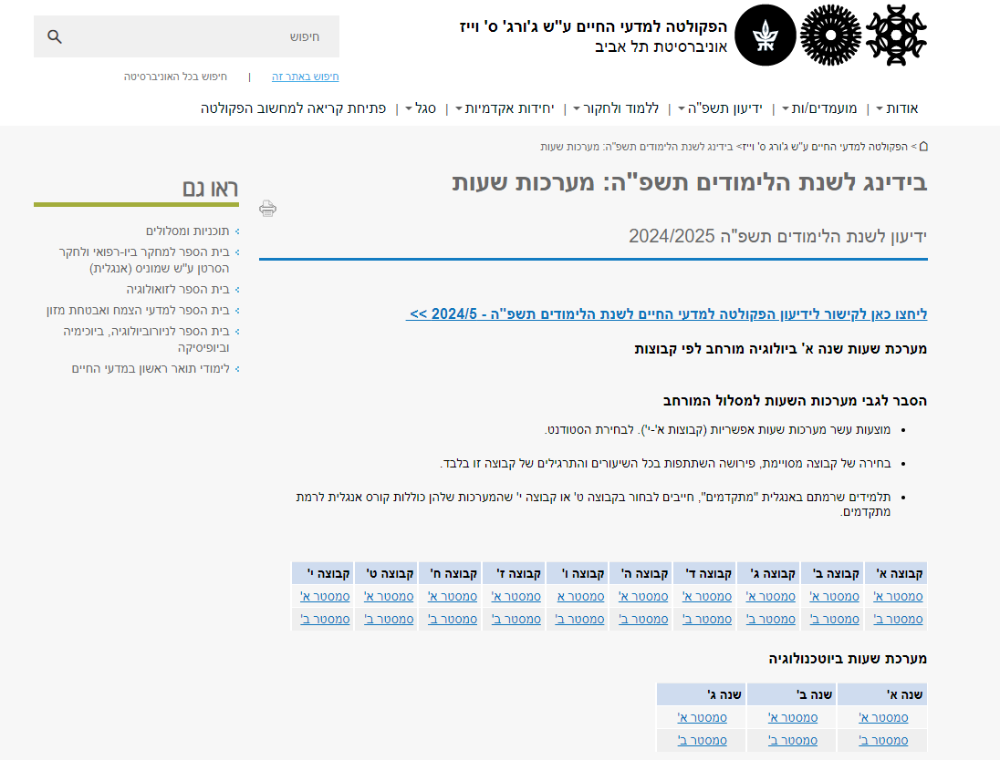 הפקולטה למדעי החיים ע"ש ג'ורג' ס' וייז
אוניברסיטת תל אביב
חיפוש
חיפוש באתר זה | חיפוש בכל האוניברסיטה
אודות | מועמדים/ות | ידיעון תשפ"ה | ללמוד ולחקור | יחידות אקדמיות | סגל | פתיחת קריאה למחשוב הפקולטה
> הפקולטה למדעי החיים ע"ש ג'ורג ס' וייז> בידינג לשנת הלימודים תשפ"ה: מערכות שעות
בידינג לשנת הלימודים תשפ"ה: מערכות שעות
ידיעון לשנת הלימודים תשפ"ה 2024/2025
ליחצו כאן לקישור לידיעון הפקולטה למדעי החיים לשנת הלימודים תשפ"ה - 2024/5 >>
מערכת שעות שנה א' ביולוגיה מורחב לפי קבוצות
הסבר לגבי מערכות השעות למסלול המורחב
• מוצעות עשר מערכות שעות אפשריות (קבוצות א'-י'). לבחירת הסטודנט.
• בחירה של קבוצה מסויימת, פירושה השתתפות בכל השיעורים והתרגילים של קבוצה זו בלבד.
• תלמידים שרמתם באנגלית "מתקדמים", חייבים לבחור בקבוצה ט' או קבוצה י' שהמערכות שלהן כוללות קורס אנגלית לרמת
מתקדמים.
קבוצה א' קבוצה ב' קבוצה ג' קבוצה ד' קבוצה ה' קבוצה ו' קבוצה ז' קבוצה ח' קבוצה ט' קבוצה י'
סמסטר א' סמסטר א' סמסטר א' סמסטר א' סמסטר א' סמסטר א סמסטר א' סמסטר א' סמסטר א' סמסטר א'
סמסטר ב' סמסטר ב' סמסטר ב' סמסטר ב' סמסטר ב' סמסטר ב' סמסטר ב' סמסטר ב' סמסטר ב' סמסטר ב'
מערכת שעות ביוטכנולוגיה
שנה א' שנה ב' שנה ג'
סמסטר א' סמסטר א' סמסטר א'
סמסטר ב' סמסטר ב' סמסטר ב'
ראו גם
תוכניות ומסלולים
בית הספר למחקר ביו-רפואי ולחקר
הסרטן ע"ש שמוניס (אנגלית)
בית הספר לזואולוגיה
בית הספר למדעי הצמח ואבטחת מזון
בית הספר לניורוביולוגיה, ביוכימיה
וביופיסיקה
לימודי תואר ראשון במדעי החיים